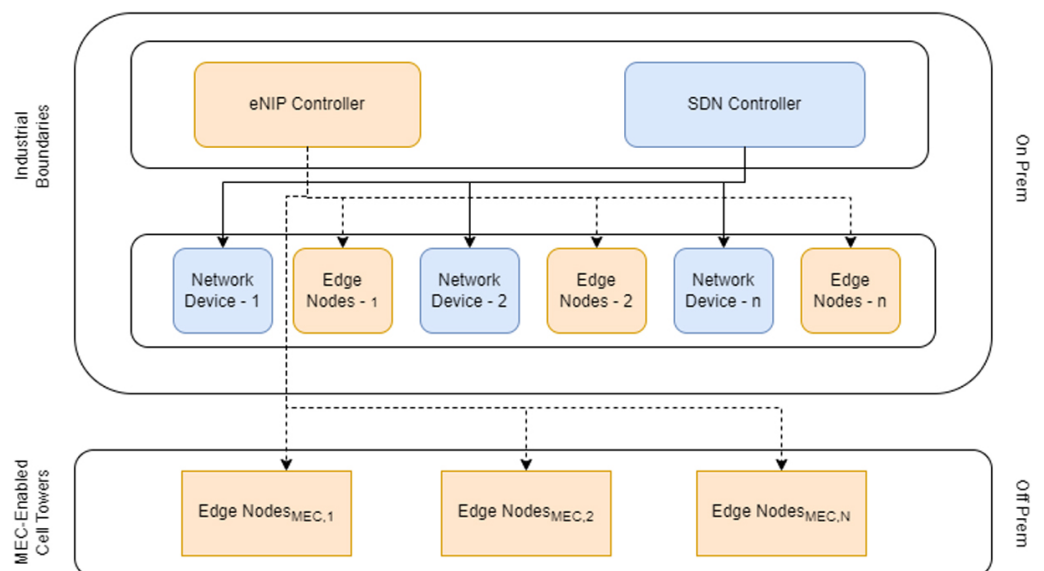 eNIP Controller
SDN Controller
Industrial
Boundaries
On Prem
Network
Device - 1
Edge
Nodes - 1
Network
Device - 2
Edge
Nodes - 2
Network
Device - n
Edge
Nodes - n
MEC-Enabled
Cell Towers
Edge NodesMEC,1
Edge NodesMEC,2
Edge NodesMEC,N
Off Prem